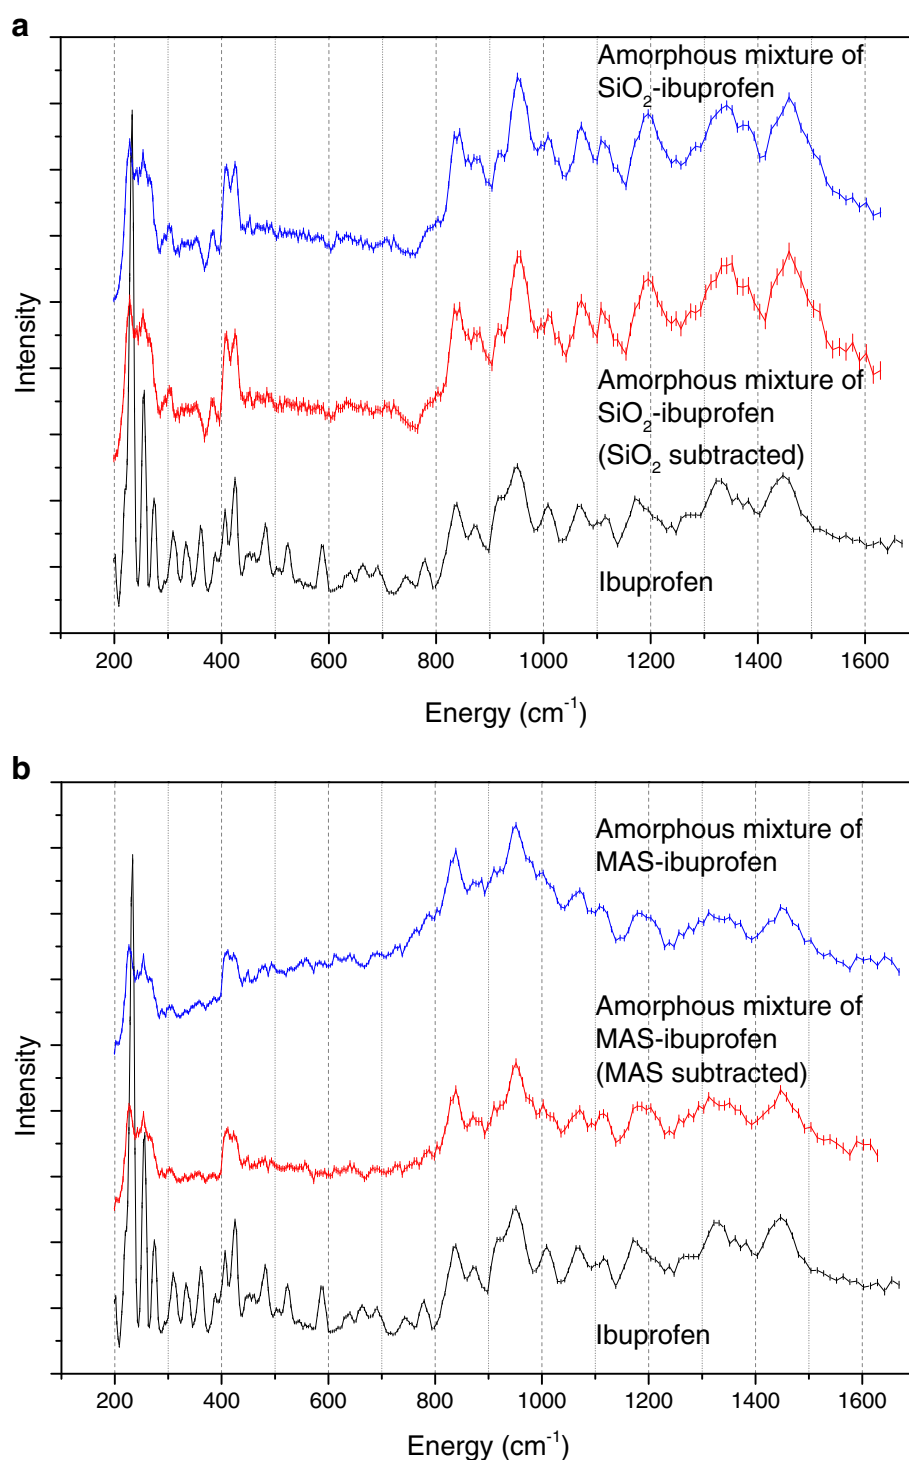 a
Amorphous mixture of
SiO2-ibuprofen
Amorphous mixture of
SiO2-ibuprofen
(SiO2 subtracted)
Ibuprofen
Intensity
200 400 600 800 1000 1200 1400 1600
Energy (cm-1)
b
Amorphous mixture of
MAS-ibuprofen
Amorphous mixture of
MAS-ibuprofen
(MAS subtracted)
Ibuprofen
Intensity
200 400 600 800 1000 1200 1400 1600
Energy (cm-1)